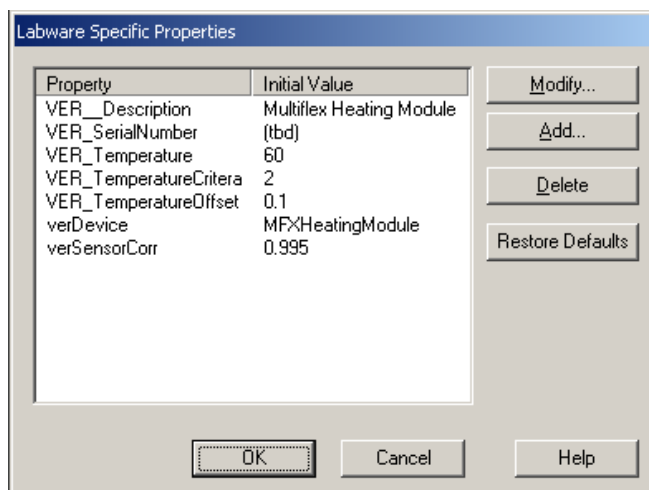 Labware Specific Properties
Property Initial Value
VER__Description Multiflex Heating Module
VER_SerialNumber (tbd)
VER_Temperature 60
VER_TemperatureCritera 2
VER_TemperatureOffset 0.1
verDevice MFXHeatingModule
verSensorCorr 0.995
Modify...
Add...
Delete
Restore Defaults
OK Cancel Help